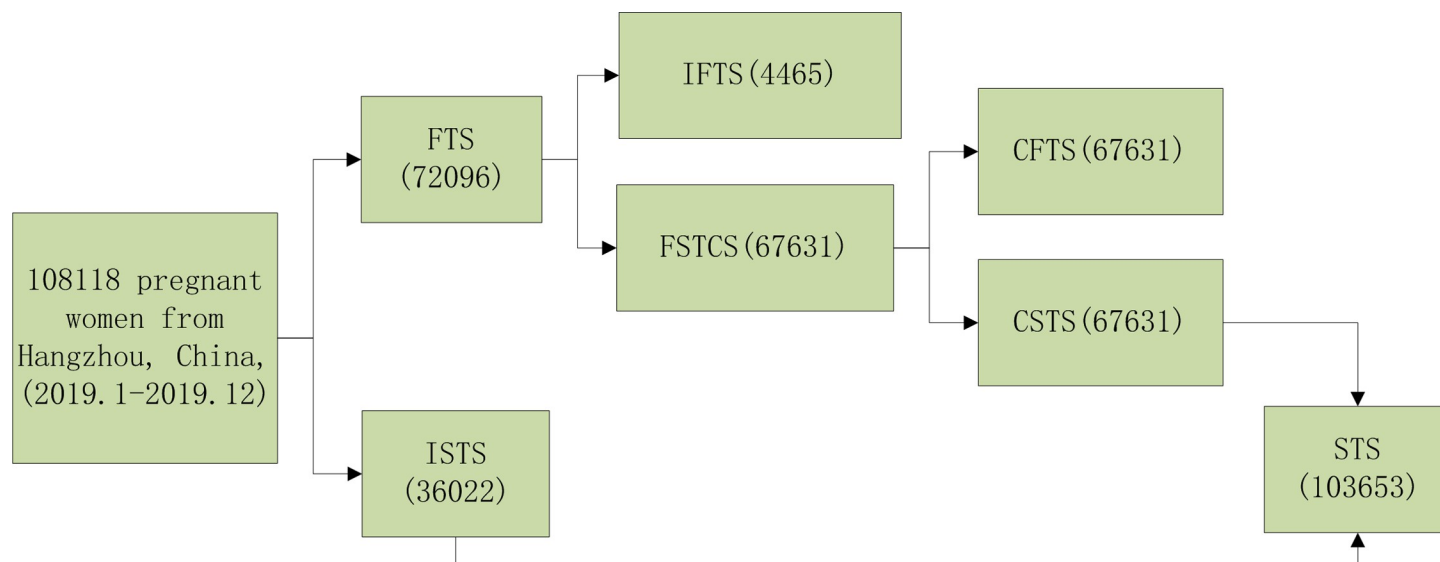 108118 pregnant
women from
Hangzhou, China,
(2019.1-2019.12)
FTS
(72096)
ISTS
(36022)
IFTS(4465)
FSTCS(67631)
CFTS(67631)
CSTS(67631)
STS
(103653)